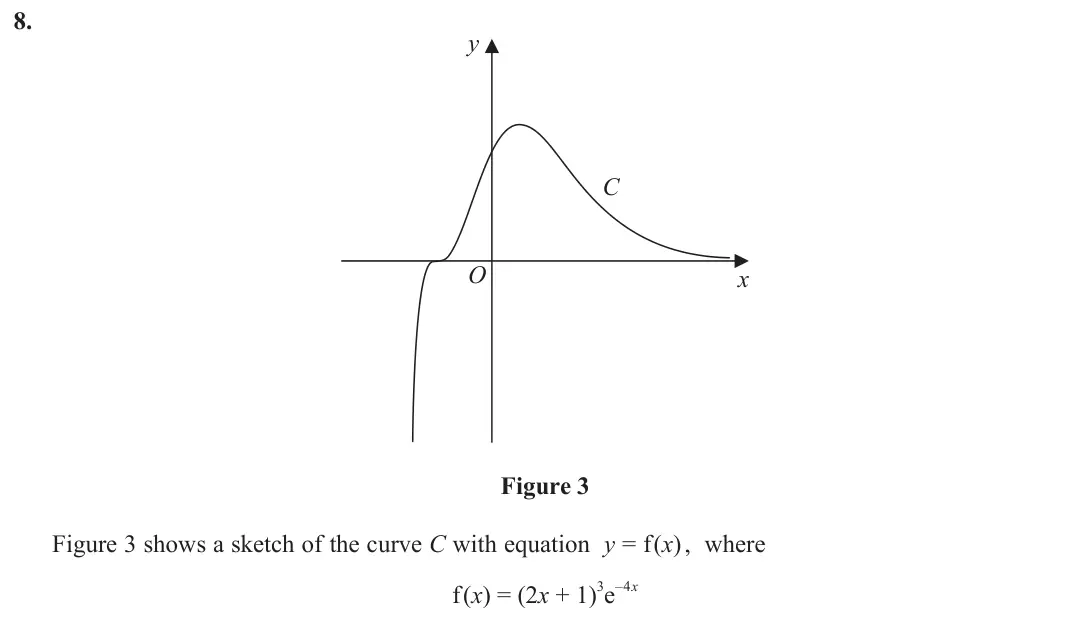 8.
y
C
O
x
Figure 3
Figure 3 shows a sketch of the curve C with equation y = f(x), where
f(x) = (2x + 1)³e⁻⁴ˣ